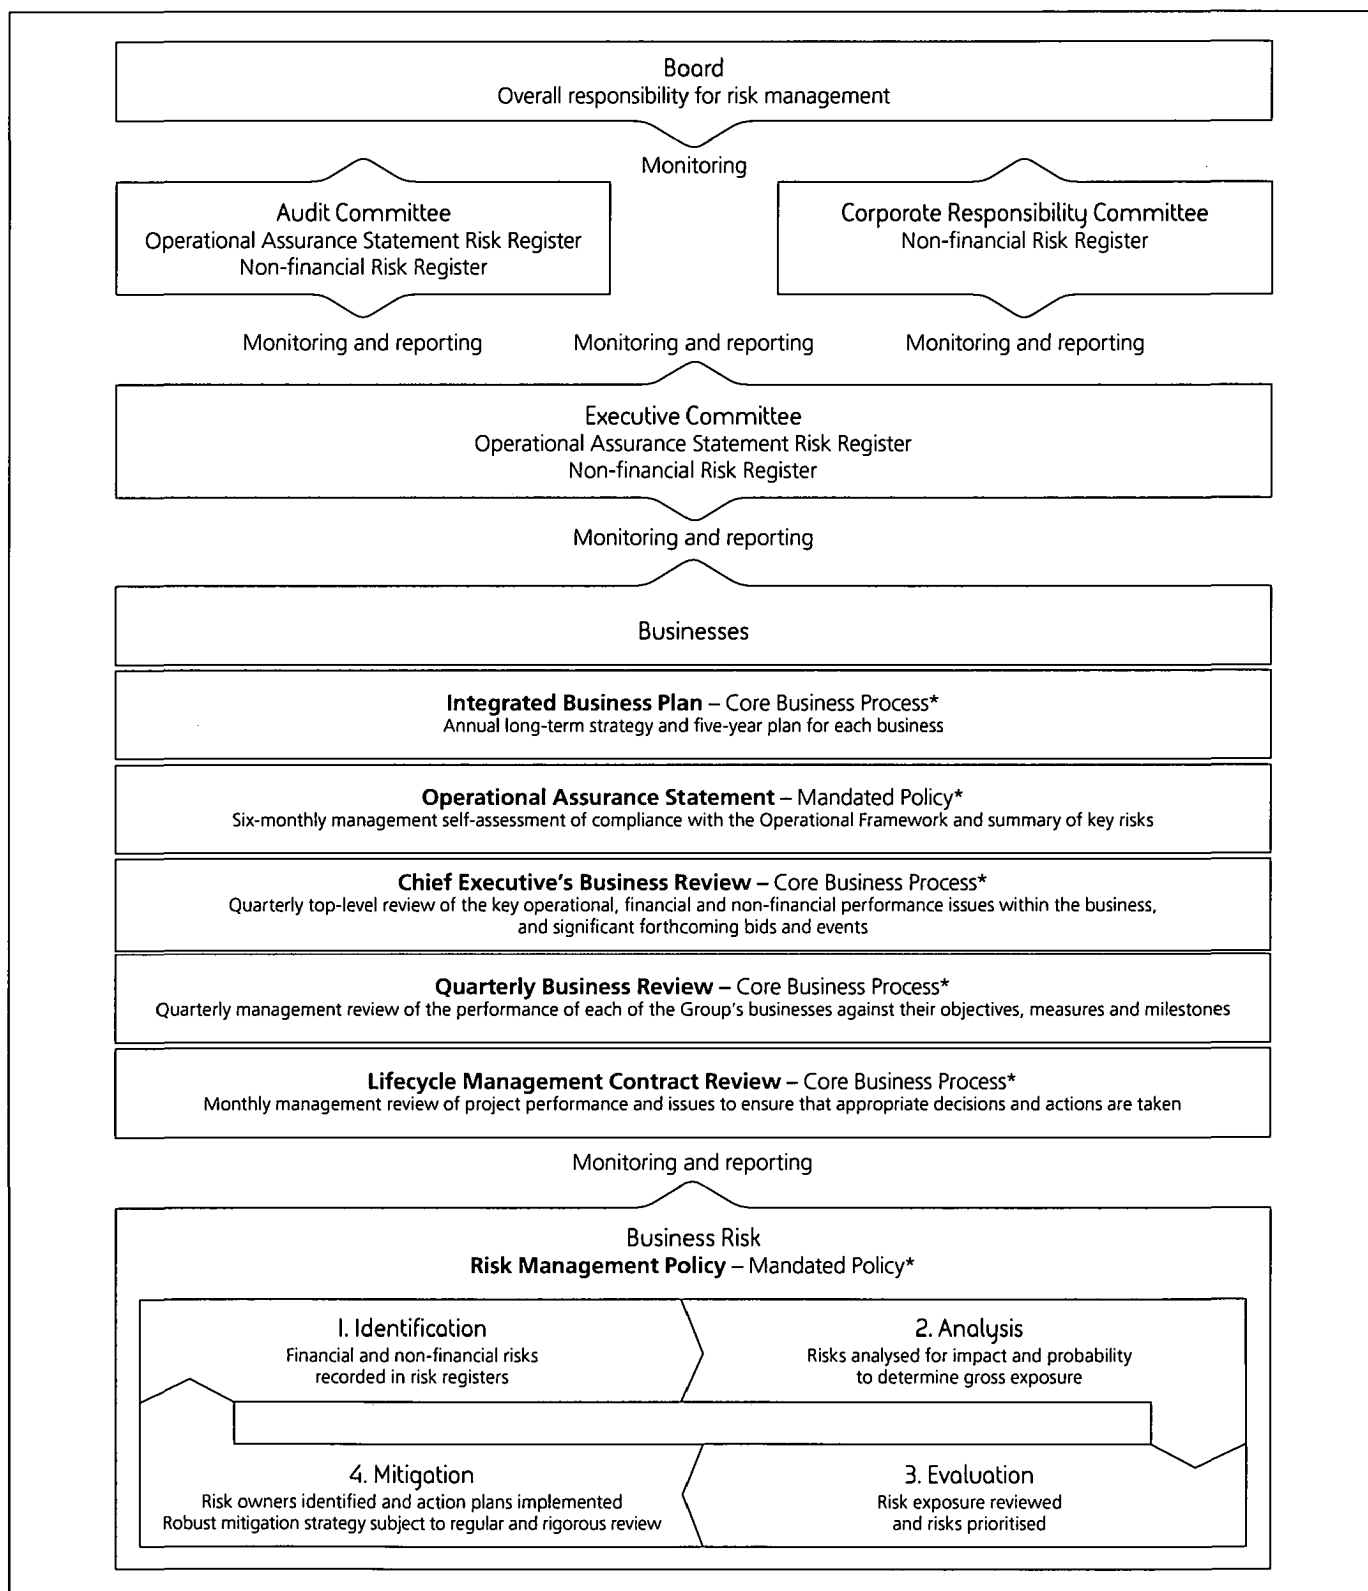 Board
Overall responsibility for risk management
Monitoring
Audit Committee
Operational Assurance Statement Risk Register
Non-financial Risk Register
Corporate Responsibility Committee
Non-financial Risk Register
Monitoring and reporting
Monitoring and reporting
Monitoring and reporting
Executive Committee
Operational Assurance Statement Risk Register
Non-financial Risk Register
Monitoring and reporting
Businesses
Integrated Business Plan – Core Business Process*
Annual long-term strategy and five-year plan for each business
Operational Assurance Statement – Mandated Policy*
Six-monthly management self-assessment of compliance with the Operational Framework and summary of key risks
Chief Executive's Business Review – Core Business Process*
Quarterly top-level review of the key operational, financial and non-financial performance issues within the business,
and significant forthcoming bids and events
Quarterly Business Review – Core Business Process*
Quarterly management review of the performance of each of the Group's businesses against their objectives, measures and milestones
Lifecycle Management Contract Review – Core Business Process*
Monthly management review of project performance and issues to ensure that appropriate decisions and actions are taken
Monitoring and reporting
Business Risk
Risk Management Policy – Mandated Policy*
1. Identification
Financial and non-financial risks
recorded in risk registers
2. Analysis
Risks analysed for impact and probability
to determine gross exposure
4. Mitigation
Risk owners identified and action plans implemented
Robust mitigation strategy subject to regular and rigorous review
3. Evaluation
Risk exposure reviewed
and risks prioritised